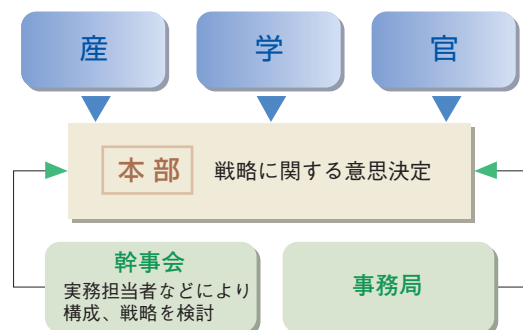 産
学
官
本部 戦略に関する意思決定
幹事会
実務担当者などにより
構成、戦略を検討
事務局